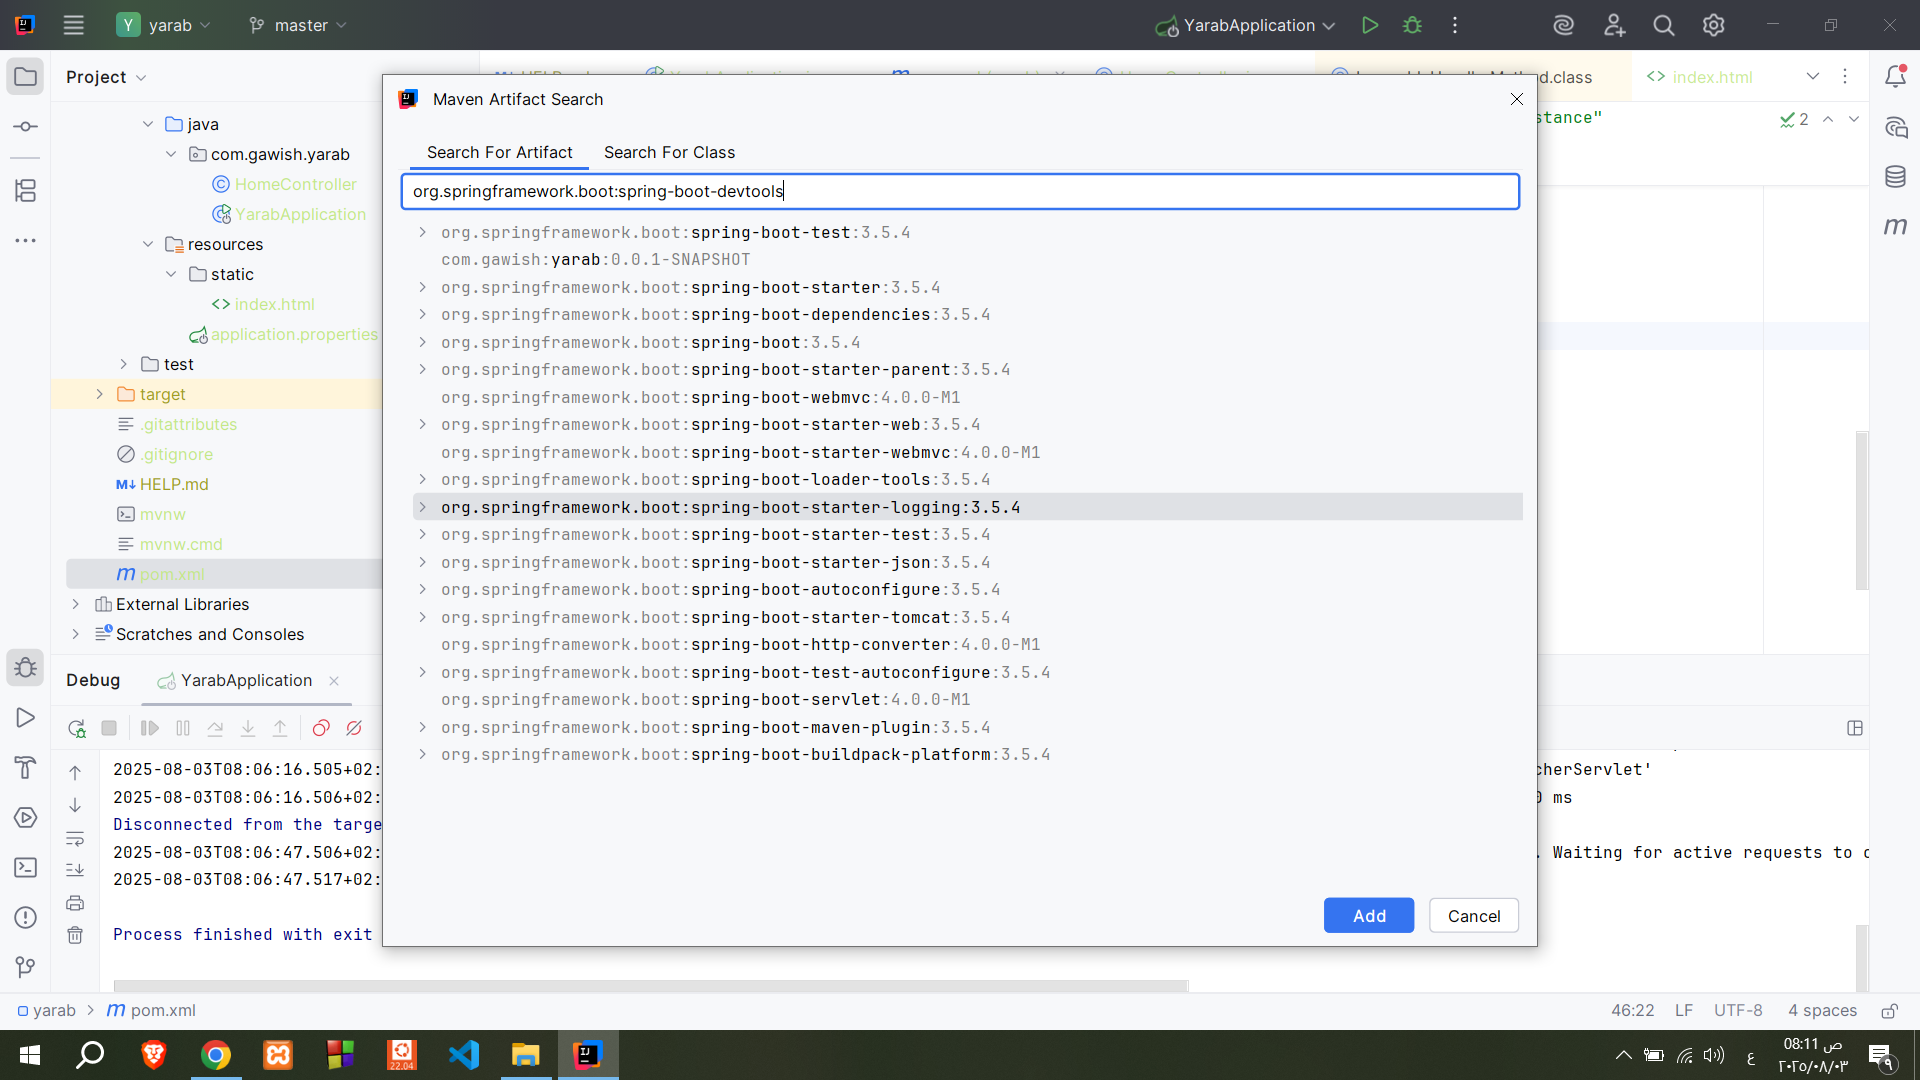 Y yarab
master
YarabApplication
Project
index.html
Maven Artifact Search
Search For Artifact
Search For Class
org.springframework.boot:spring-boot-devtools
stance"
2
java
com.gawish.yarab
HomeController
YarabApplication
resources
static
index.html
application.properties
test
target
.gitattributes
.gitignore
HELP.md
mvnw
mvnw.cmd
pom.xml
External Libraries
Scratches and Consoles
org.springframework.boot:spring-boot-test:3.5.4
com.gawish:yarab:0.0.1-SNAPSHOT
org.springframework.boot:spring-boot-starter:3.5.4
org.springframework.boot:spring-boot-dependencies:3.5.4
org.springframework.boot:spring-boot:3.5.4
org.springframework.boot:spring-boot-starter-parent:3.5.4
org.springframework.boot:spring-boot-webmvc:4.0.0-M1
org.springframework.boot:spring-boot-starter-web:3.5.4
org.springframework.boot:spring-boot-starter-webmvc:4.0.0-M1
org.springframework.boot:spring-boot-loader-tools:3.5.4
org.springframework.boot:spring-boot-starter-logging:3.5.4
org.springframework.boot:spring-boot-starter-test:3.5.4
org.springframework.boot:spring-boot-starter-json:3.5.4
org.springframework.boot:spring-boot-autoconfigure:3.5.4
org.springframework.boot:spring-boot-starter-tomcat:3.5.4
org.springframework.boot:spring-boot-http-converter:4.0.0-M1
org.springframework.boot:spring-boot-test-autoconfigure:3.5.4
org.springframework.boot:spring-boot-servlet:4.0.0-M1
org.springframework.boot:spring-boot-maven-plugin:3.5.4
org.springframework.boot:spring-boot-buildpack-platform:3.5.4
Add
Cancel
Debug
YarabApplication
2025-08-03T08:06:16.505+02:
cherServlet'
2025-08-03T08:06:16.506+02:
ms
Disconnected from the targe
2025-08-03T08:06:47.506+02:
. Waiting for active requests to c
2025-08-03T08:06:47.517+02:
Process finished with exit
yarab
pom.xml
46:22
LF
UTF-8
4 spaces
22.04
ع
08:11 ص
٢٠٢٥/٠٨/٠٣
٩